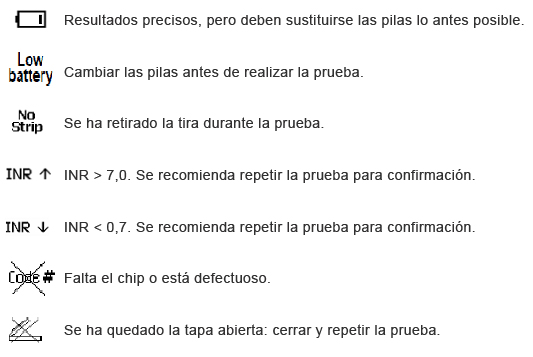 Resultados precisos, pero deben sustituirse las pilas lo antes posible.
Low
battery
Cambiar las pilas antes de realizar la prueba.
No
Strip
Se ha retirado la tira durante la prueba.
INR ↑ INR > 7,0. Se recomienda repetir la prueba para confirmación.
INR ↓ INR < 0,7. Se recomienda repetir la prueba para confirmación.
Code # Falta el chip o está defectuoso.
Se ha quedado la tapa abierta: cerrar y repetir la prueba.